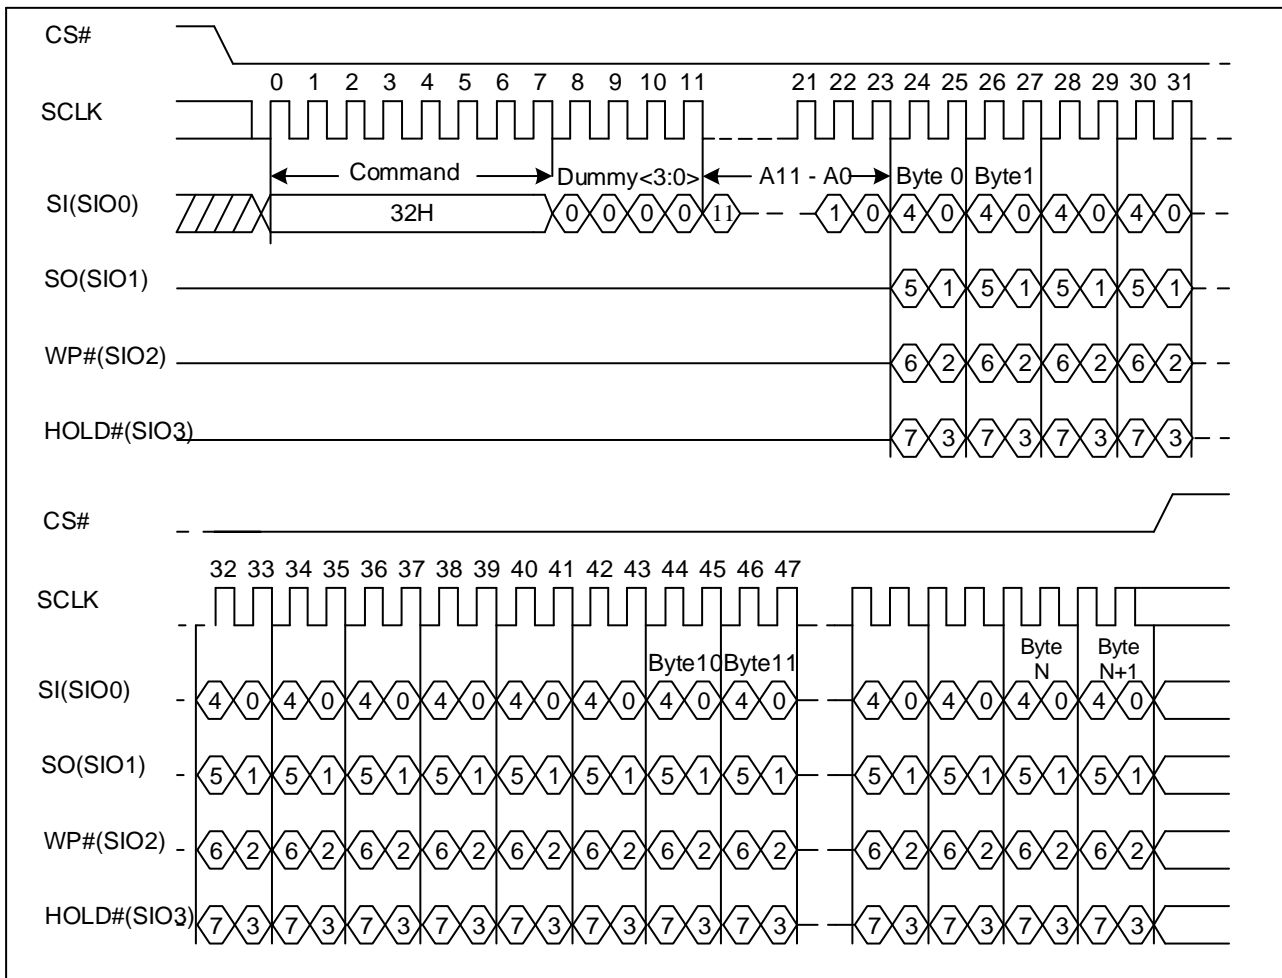 CS#
0 1 2 3 4 5 6 7 8 9 10 11 21 22 23 24 25 26 27 28 29 30 31
SCLK
Command Dummy<3:0> A11 - A0 Byte 0 Byte1
SI(SIO0) 32H 0 0 0 0 11 1 0 4 0 4 0 4 0 4 0
SO(SIO1) 5 1 5 1 5 1 5 1
WP#(SIO2) 6 2 6 2 6 2 6 2
HOLD#(SIO3) 7 3 7 3 7 3 7 3
CS#
32 33 34 35 36 37 38 39 40 41 42 43 44 45 46 47
SCLK
Byte10 Byte11 Byte N Byte N+1
SI(SIO0) 4 0 4 0 4 0 4 0 4 0 4 0 4 0 4 0 4 0 4 0 4 0 4 0
SO(SIO1) 5 1 5 1 5 1 5 1 5 1 5 1 5 1 5 1 5 1 5 1 5 1 5 1
WP#(SIO2) 6 2 6 2 6 2 6 2 6 2 6 2 6 2 6 2 6 2 6 2 6 2 6 2
HOLD#(SIO3) 7 3 7 3 7 3 7 3 7 3 7 3 7 3 7 3 7 3 7 3 7 3 7 3